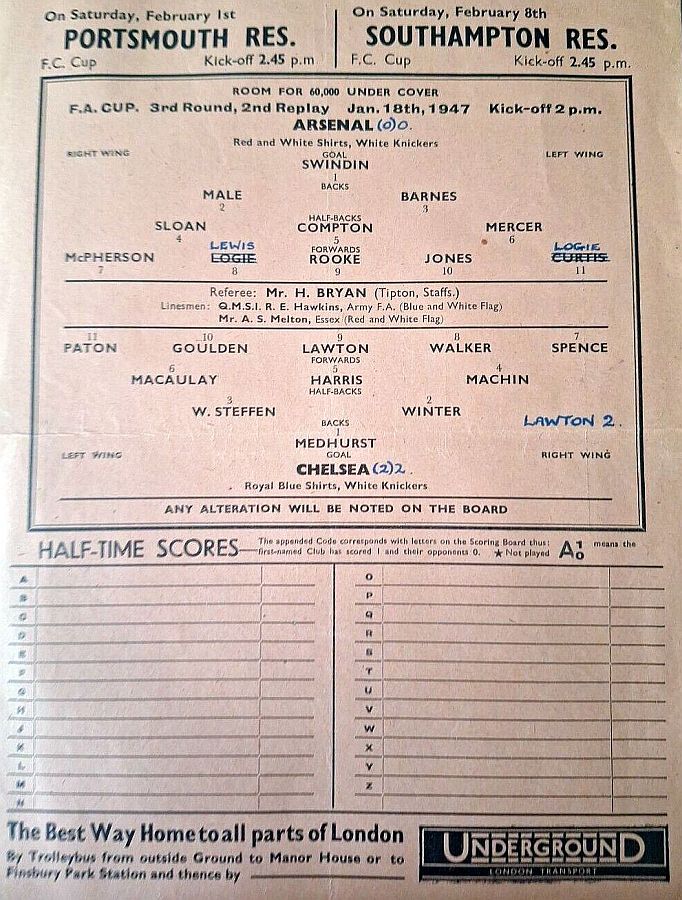 On Saturday, February 1st
PORTSMOUTH RES.
F.C. Cup Kick-off 2.45 p.m
On Saturday, February 8th
SOUTHAMPTON RES.
F.C. Cup Kick-off 2.45 p.m.
ROOM FOR 60,000 UNDER COVER
F.A. CUP. 3rd Round, 2nd Replay Jan. 18th, 1947 Kick-off 2 p.m.
ARSENAL (0) 0.
Red and White Shirts, White Knickers
RIGHT WING GOAL LEFT WING
SWINDIN
1
BACKS
MALE BARNES
2 3
HALF-BACKS
SLOAN COMPTON MERCER
4 5 6
LEWIS FORWARDS LOGIE
McPHERSON LOGIE ROOKE JONES CURTIS
7 8 9 10 11
Referee: Mr. H. BRYAN (Tipton, Staffs.)
Linesmen: Q.M.S.I. R. E. Hawkins, Army F.A. (Blue and White Flag)
Mr. A. S. Melton, Essex (Red and White Flag)
11 10 9 8 7
PATON GOULDEN LAWTON WALKER SPENCE
FORWARDS
6 5 4
MACAULAY HARRIS MACHIN
HALF-BACKS
3 2
W. STEFFEN WINTER
BACKS LAWTON 2.
1
MEDHURST
LEFT WING GOAL RIGHT WING
CHELSEA (2) 2.
Royal Blue Shirts, White Knickers
ANY ALTERATION WILL BE NOTED ON THE BOARD
HALF-TIME SCORES—The appended Code corresponds with letters on the Scoring Board thus: A 1 0 means the
first-named Club has scored 1 and their opponents 0. ★ Not played
A O
B P
C Q
D R
E S
F T
G U
H V
J W
K X
L Y
M Z
N
The Best Way Home to all parts of London
By Trolleybus from outside Ground to Manor House or to
Finsbury Park Station and thence by
UNDERGROUND
LONDON TRANSPORT